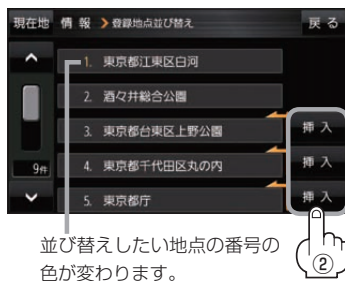 現在地 情報 登録地点並び替え 戻る
1. 東京都江東区白河
2. 酒々井総合公園
3. 東京都台東区上野公園 挿入
4. 東京都千代田区丸の内 挿入
9件
5. 東京都庁 挿入
並び替えしたい地点の番号の
色が変わります。
②